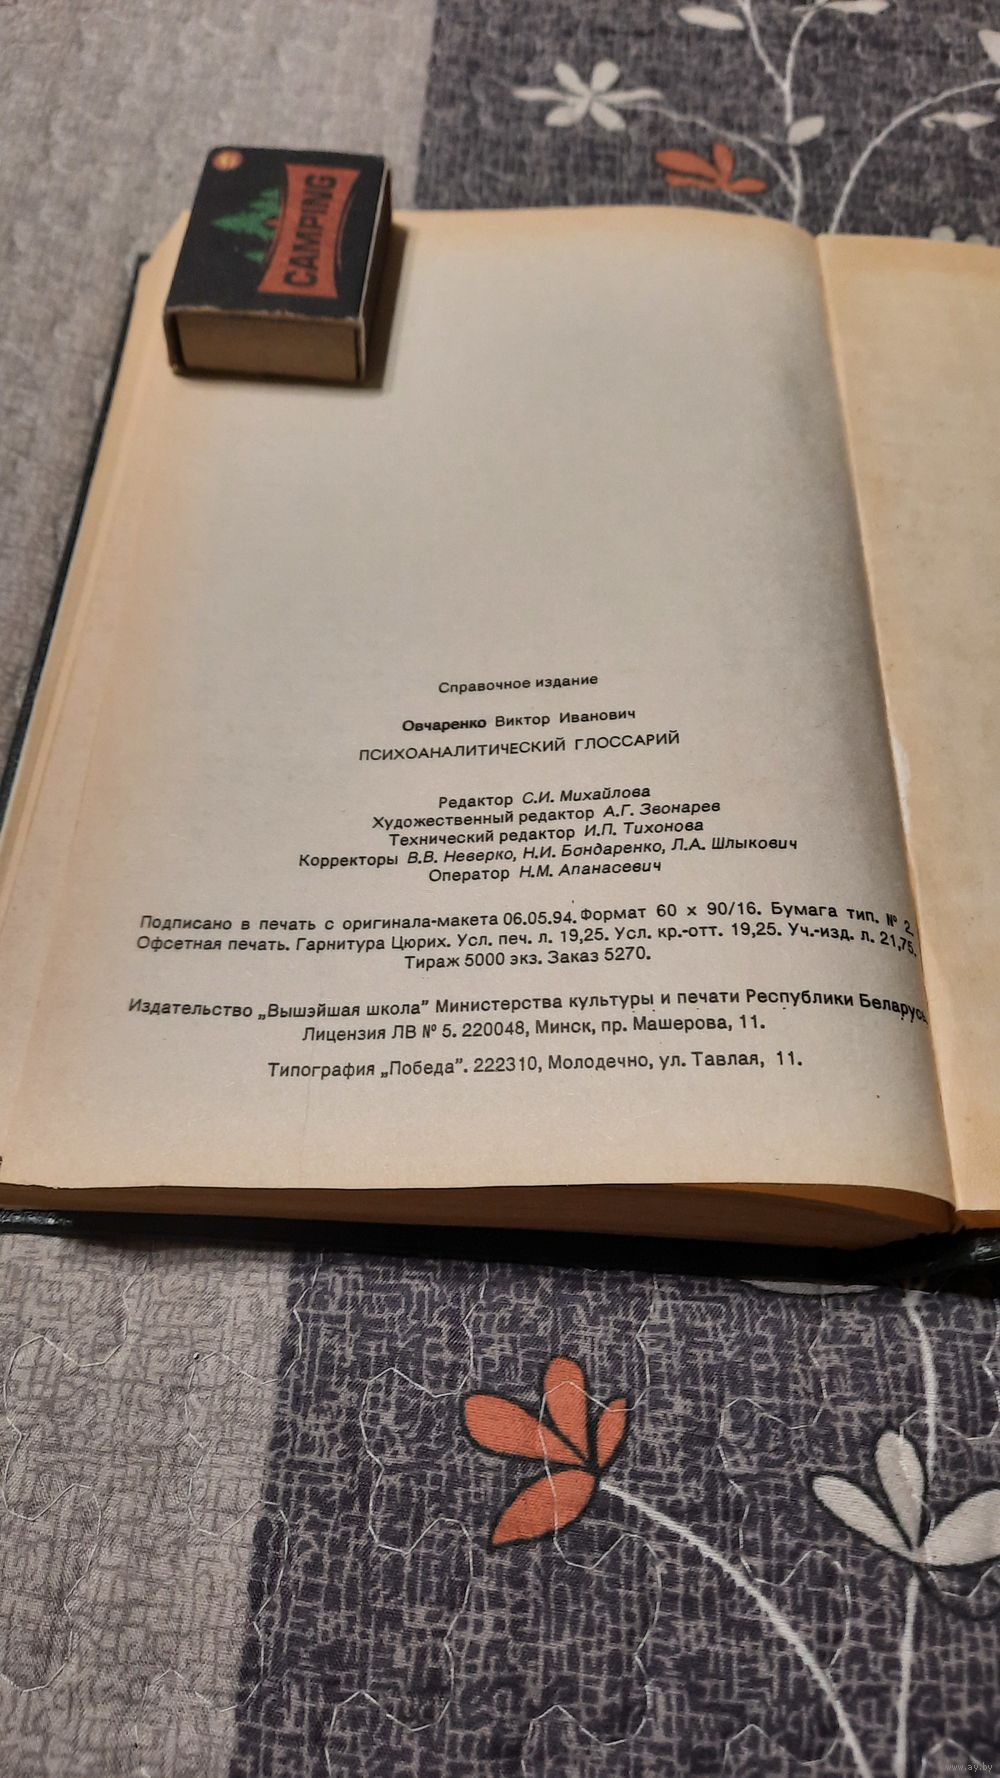 CAMPING
Справочное издание
Овчаренко Виктор Иванович
ПСИХОАНАЛИТИЧЕСКИЙ ГЛОССАРИЙ
Редактор С.И. Михайлова
Художественный редактор А.Г. Звонарев
Технический редактор И.П. Тихонова
Корректоры В.В. Неверко, Н.И. Бондаренко, Л.А. Шлыкович
Оператор Н.М. Апанасевич
Подписано в печать с оригинала-макета 06.05.94. Формат 60 х 90/16. Бумага тип. № 2.
Офсетная печать. Гарнитура Цюрих. Усл. печ. л. 19,25. Усл. кр.-отт. 19,25. Уч.-изд. л. 21,75.
Тираж 5000 экз. Заказ 5270.
Издательство „Вышэйшая школа” Министерства культуры и печати Республики Беларусь.
Лицензия ЛВ № 5. 220048, Минск, пр. Машерова, 11.
Типография „Победа”. 222310, Молодечно, ул. Тавлая, 11.
www.ay.by